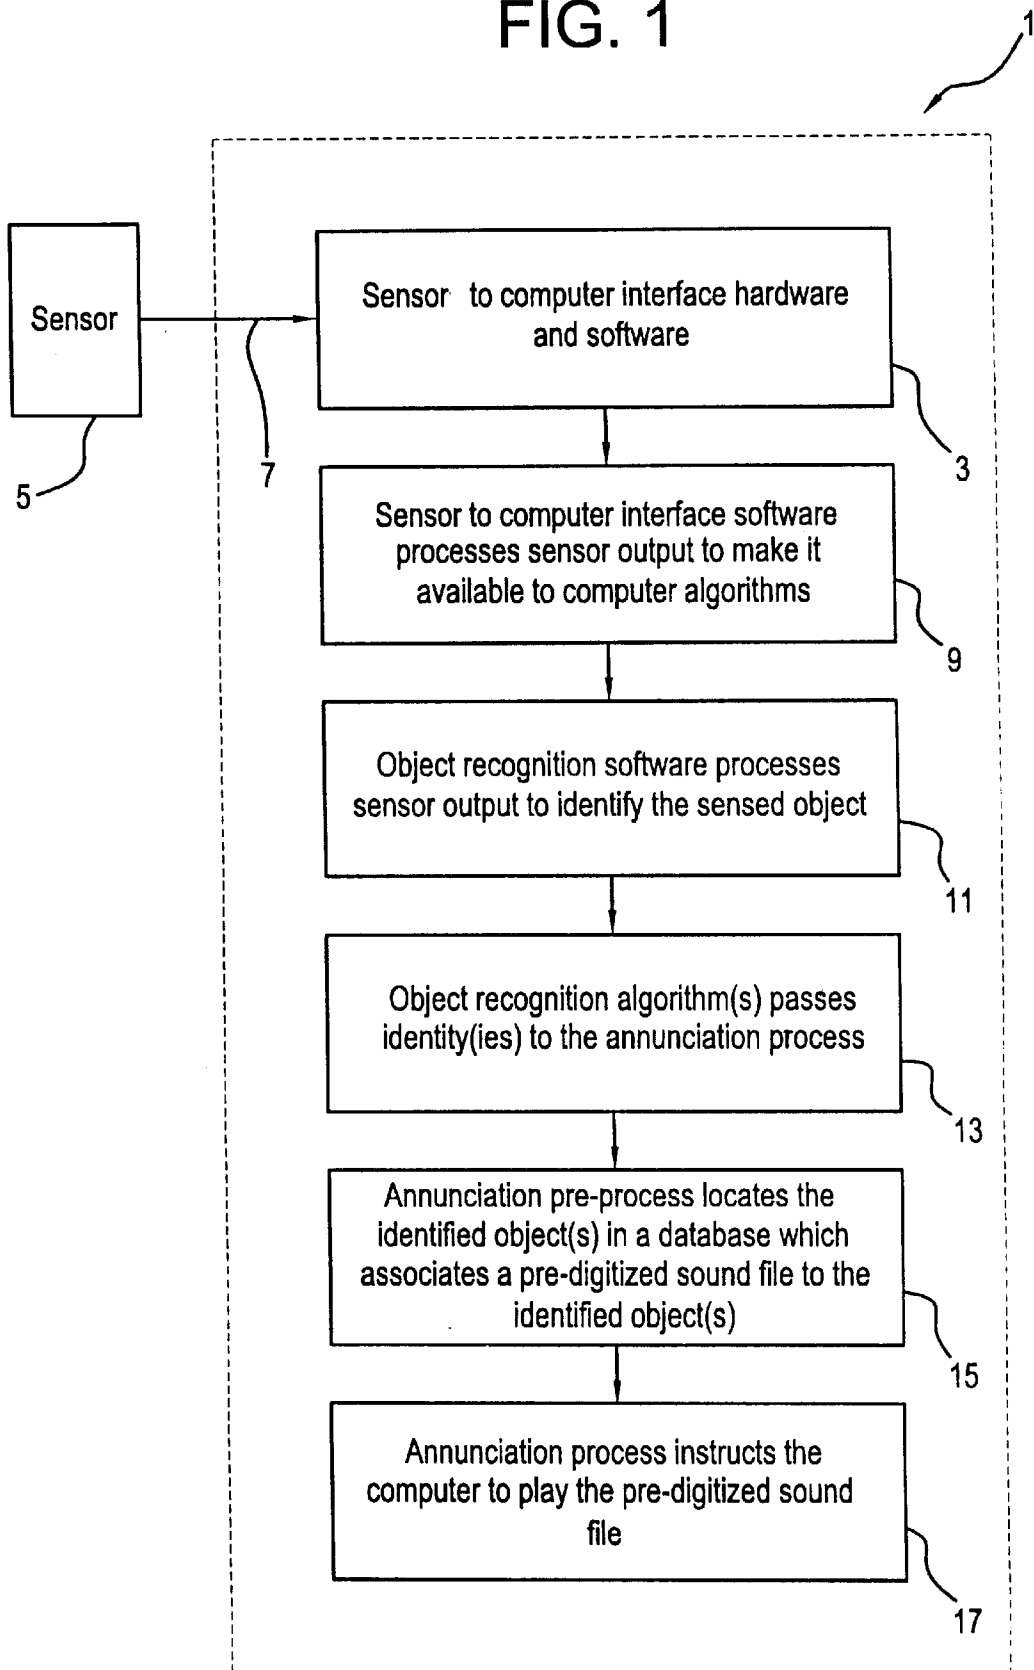 FIG. 1
1
Sensor
5
7
Sensor to computer interface hardware
and software
3
Sensor to computer interface software
processes sensor output to make it
available to computer algorithms
9
Object recognition software processes
sensor output to identify the sensed object
11
Object recognition algorithm(s) passes
identity(ies) to the annunciation process
13
Annunciation pre-process locates the
identified object(s) in a database which
associates a pre-digitized sound file to the
identified object(s)
15
Annunciation process instructs the
computer to play the pre-digitized sound
file
17